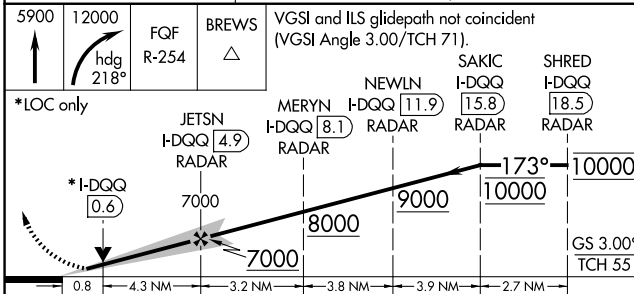 5900
12000
hdg
218°
FQF
R-254
BREWS
VGSI and ILS glidepath not coincident
(VGSI Angle 3.00/TCH 71).
*LOC only
SAKIC
I-DQQ
15.8
RADAR
SHRED
I-DQQ
18.5
RADAR
NEWLN
I-DQQ 11.9
RADAR
MERYN
I-DQQ 8.1
RADAR
JETSN
I-DQQ 4.9
RADAR
*I-DQQ
0.6
7000
7000
8000
9000
173°
10000
10000
GS 3.00°
TCH 55
0.8
4.3 NM
3.2 NM
3.8 NM
3.9 NM
2.7 NM